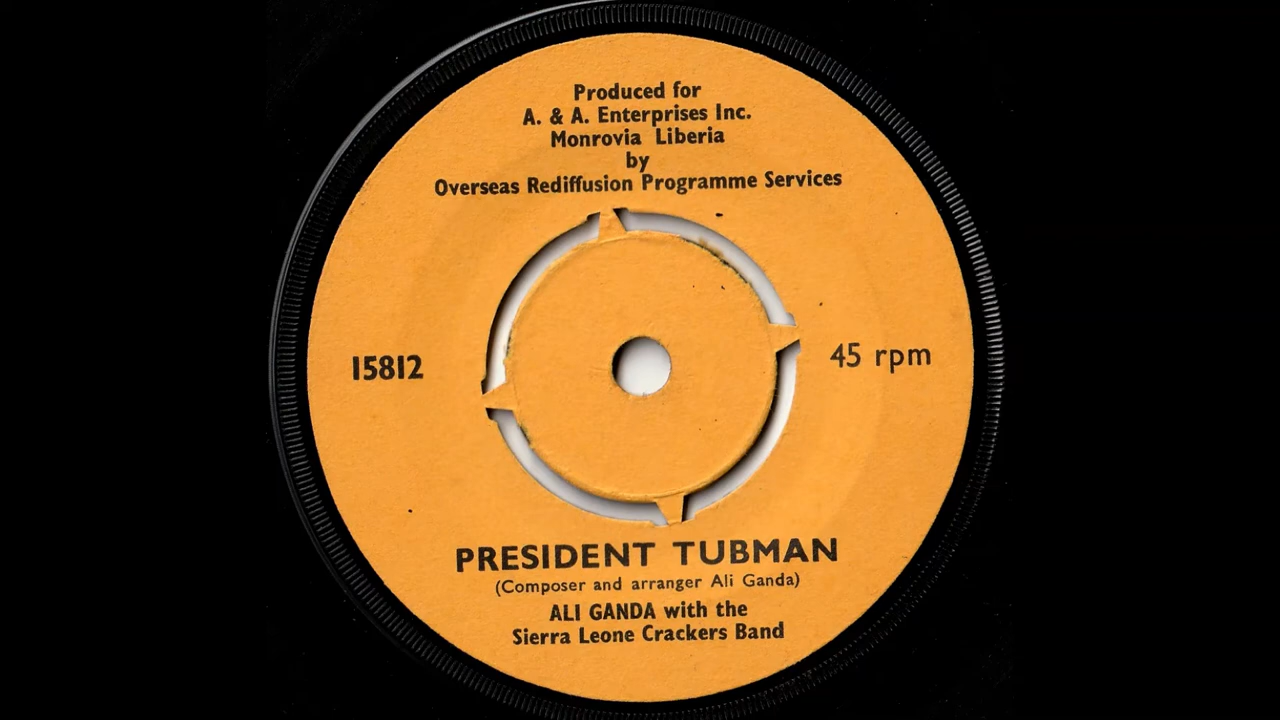 Produced for
A. & A. Enterprises Inc.
Monrovia Liberia
by
Overseas Rediffusion Programme Services
15812
45 rpm
PRESIDENT TUBMAN
(Composer and arranger Ali Ganda)
ALI GANDA with the
Sierra Leone Crackers Band